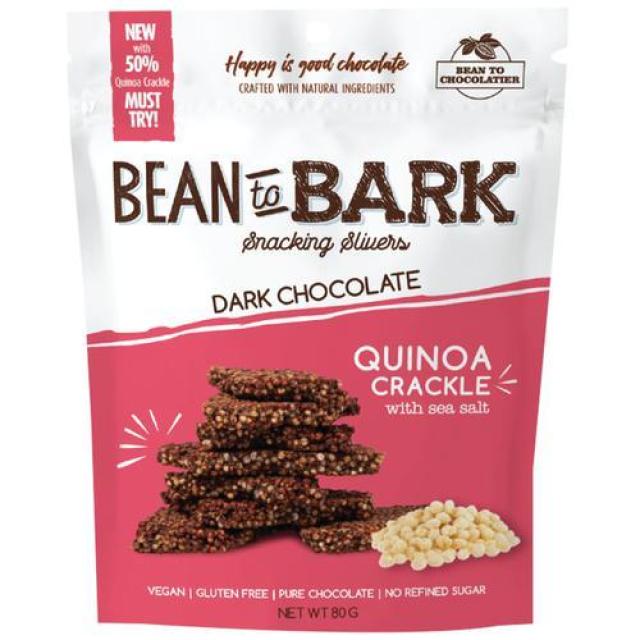 NEW
with
50%
Quinoa Crackle
MUST
TRY!
Happy is good chocolate
CRAFTED WITH NATURAL INGREDIENTS
BEAN TO
CHOCOLATIER
BEAN to BARK
Snacking Slivers
DARK CHOCOLATE
QUINOA
CRACKLE
with sea salt
VEGAN | GLUTEN FREE | PURE CHOCOLATE | NO REFINED SUGAR
NET WT 80 G